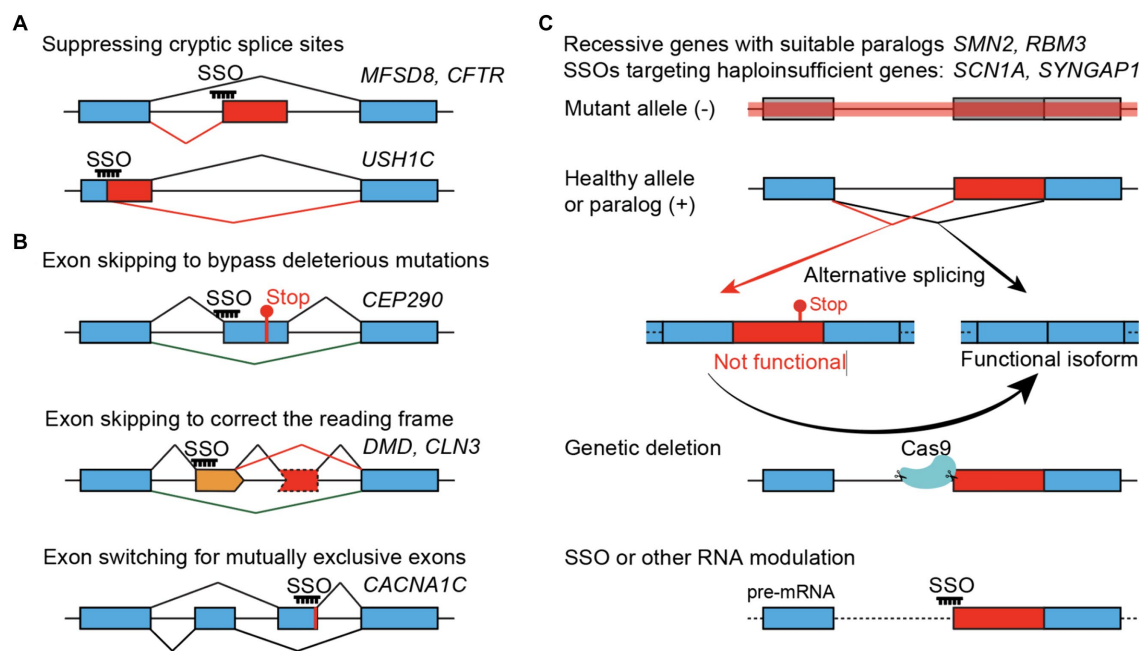 A
Suppressing cryptic splice sites
SSO
MFSD8, CFTR
SSO
USH1C
B
Exon skipping to bypass deleterious mutations
SSO
Stop
CEP290
Exon skipping to correct the reading frame
SSO
DMD, CLN3
Exon switching for mutually exclusive exons
SSO
CACNA1C
C
Recessive genes with suitable paralogs SMN2, RBM3
SSOs targeting haploinsufficient genes: SCN1A, SYNGAP1
Mutant allele (-)
Healthy allele
or paralog (+)
Alternative splicing
Stop
Not functional
Functional isoform
Genetic deletion
Cas9
SSO or other RNA modulation
pre-mRNA
SSO